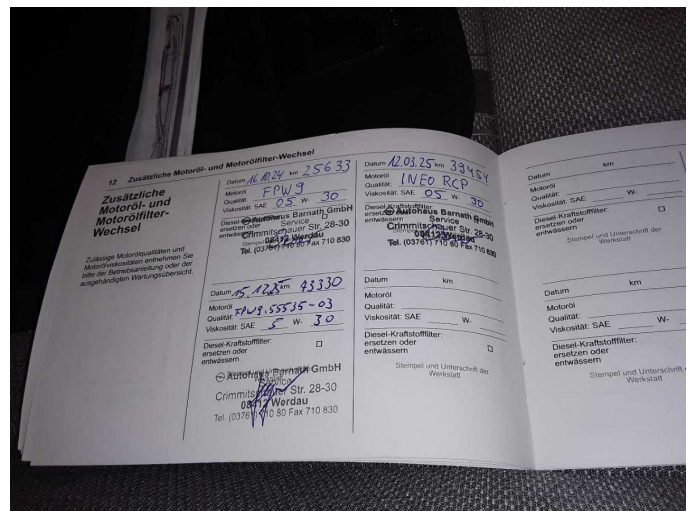 12 Zusätzliche Motoröl- und Motorölfilter-Wechsel
Zusätzliche
Motoröl- und
Motorölfilter-
Wechsel
Zulässige Motorölqualitäten und
Motorölviskositäten entnehmen Sie
bitte der Betriebsanleitung oder der
ausgehändigten Wartungsübersicht.
Datum 16.10.24 km 25633
Motoröl
Qualität: FPW9
Viskosität: SAE 05 W- 30
Diesel-Kraftstofffilter:
ersetzen oder
entwässern
Autohaus Barnath GmbH
Service
Crimmitschauer Str. 28-30
08412 Werdau
Tel. (03761) 710 80 Fax 710 830
Datum 15.12.25 km 43330
Motoröl
Qualität: FPW9.55535-03
Viskosität: SAE 5 W- 30
Diesel-Kraftstofffilter:
ersetzen oder
entwässern
Autohaus Barnath GmbH
Service
Crimmitschauer Str. 28-30
08412 Werdau
Tel. (03761) 710 80 Fax 710 830
Datum 12.03.25 km 39484
Motoröl
Qualität: INFO RCP
Viskosität: SAE 05 W- 30
Diesel-Kraftstofffilter:
ersetzen oder
entwässern
Autohaus Barnath GmbH
Service
Crimmitschauer Str. 28-30
08412 Werdau
Tel. (03761) 710 80 Fax 710 830
Datum km
Motoröl
Qualität:
Viskosität: SAE W-
Diesel-Kraftstofffilter:
ersetzen oder
entwässern
Stempel und Unterschrift der
Werkstatt
Datum km
Motoröl
Qualität:
Viskosität: SAE W-
Diesel-Kraftstofffilter:
ersetzen oder
entwässern
Stempel und Unterschrift der
Werkstatt
Datum km
Motoröl
Qualität:
Viskosität: SAE W-
Diesel-Kraftstofffilter:
ersetzen oder
entwässern
Stempel und Unterschrift der
Werkstatt